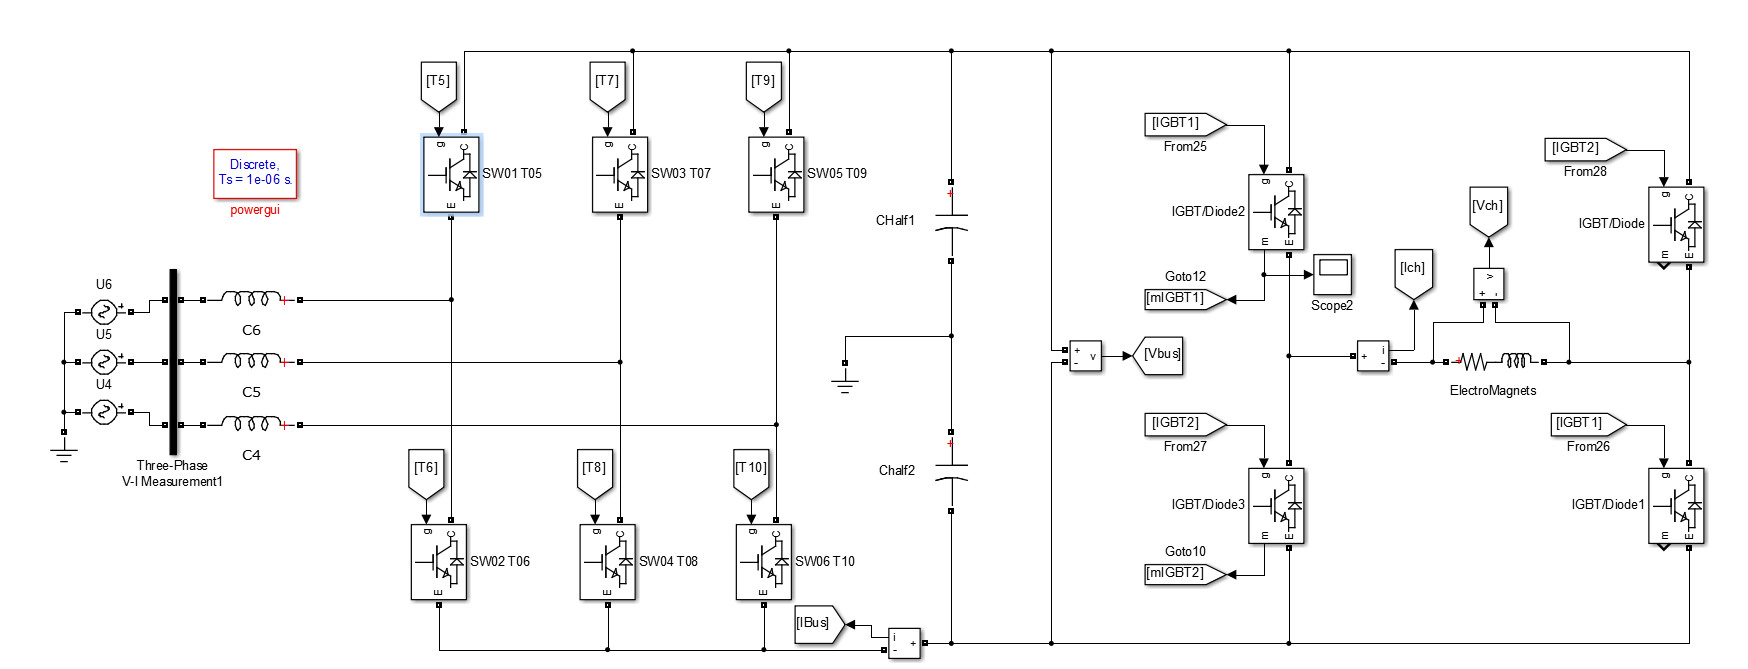 [T5]
[T7]
[T9]
g
C
E
SW01 T05
g
C
E
SW03 T07
g
C
E
SW05 T09
Discrete,
Ts = 1e-06 s.
powergui
[IGBT1]
From25
[IGBT2]
From28
g
C
m
E
IGBT/Diode2
g
C
m
E
IGBT/Diode
[Vch]
[Ich]
v
+
-
+
CHalf1
Goto12
[mIGBT1]
Scope2
U6
+
U5
+
U4
+
+
C6
+
C5
+
C4
Three-Phase
V-I Measurement1
+
-
v
[Vbus]
+
i
-
+
ElectroMagnets
[IGBT2]
From27
[IGBT1]
From26
[T6]
[T8]
[T10]
+
Chalf2
g
C
m
E
IGBT/Diode3
g
C
m
E
IGBT/Diode1
g
C
E
SW02 T06
g
C
E
SW04 T08
g
C
E
SW06 T10
Goto10
[mIGBT2]
[IBus]
i
+
-